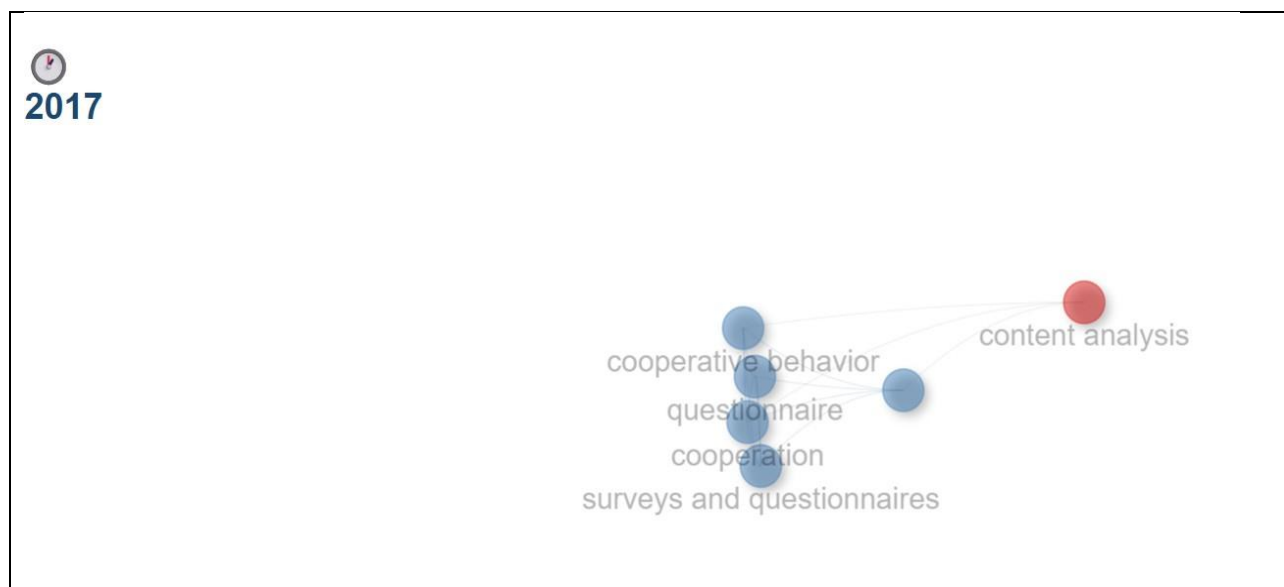 2017
content analysis
cooperative behavior
questionnaire
cooperation
surveys and questionnaires